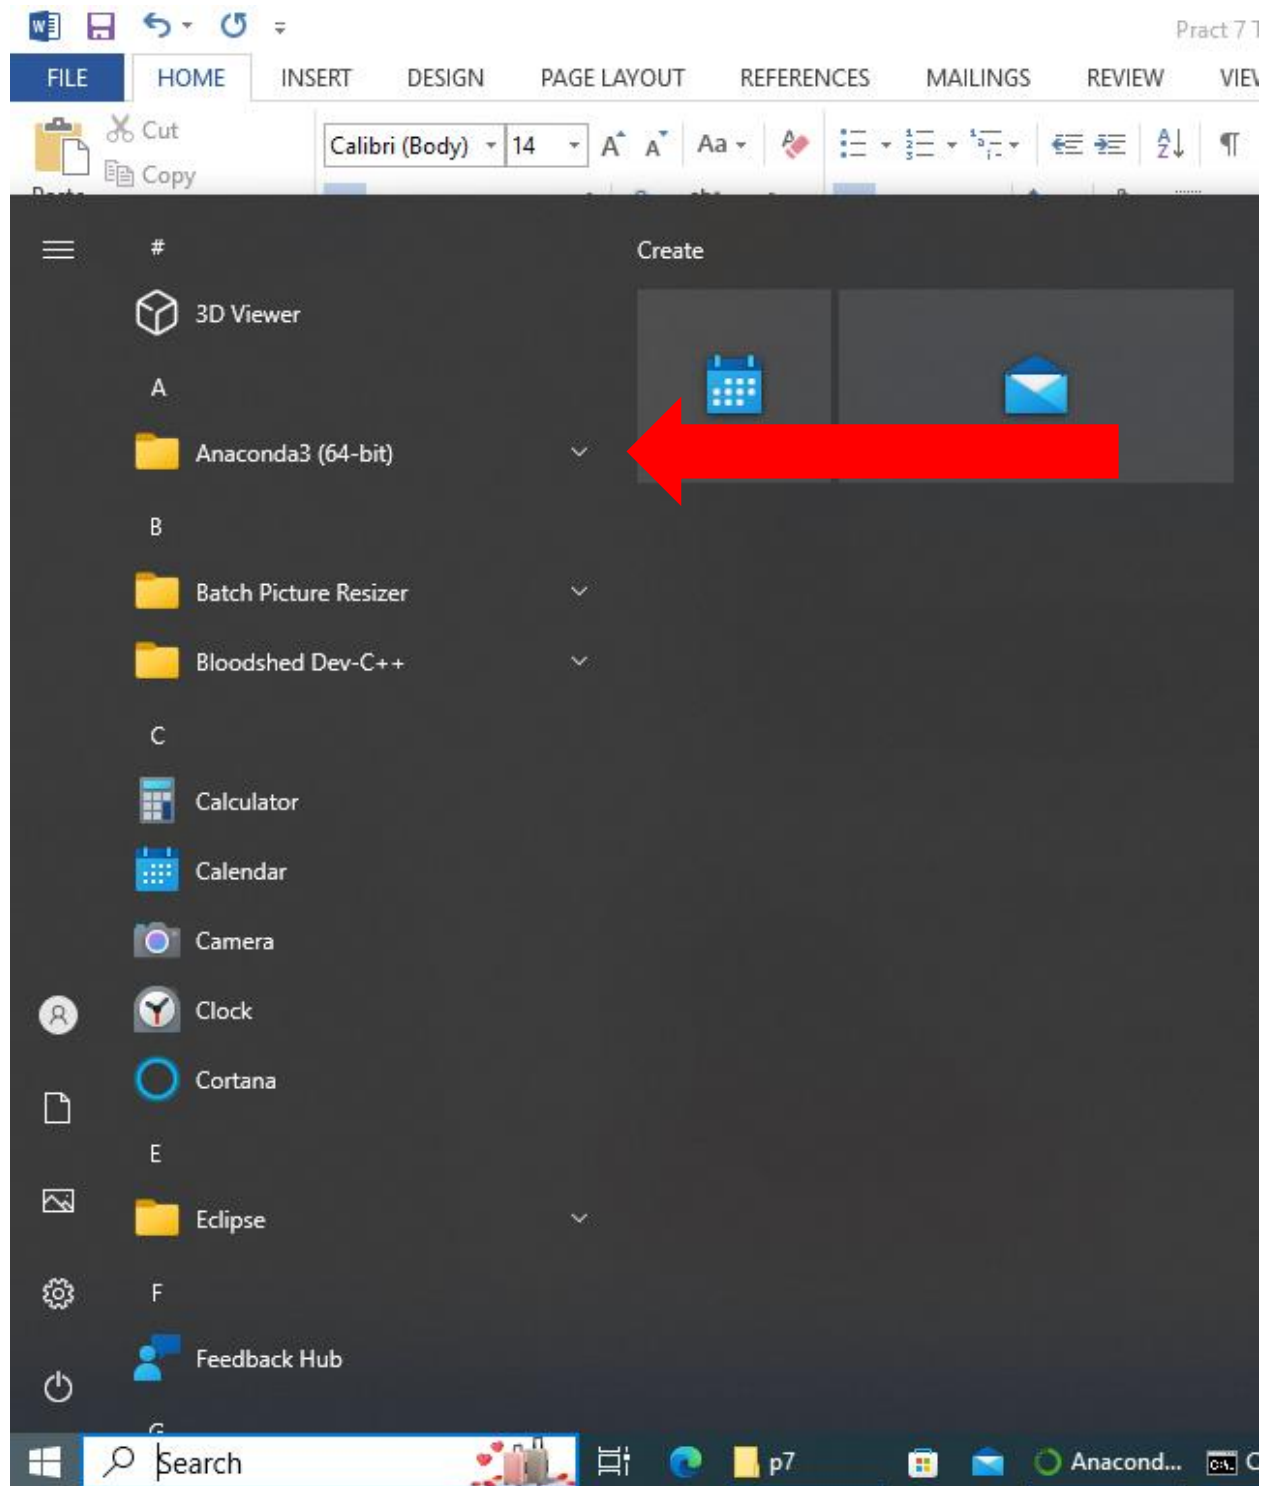 Pract 7 T
FILE HOME INSERT DESIGN PAGE LAYOUT REFERENCES MAILINGS REVIEW VIEW
Cut
Calibri (Body) 14 Aa
Copy
Paste
#
Create
3D Viewer
A
Anaconda3 (64-bit)
B
Batch Picture Resizer
Bloodshed Dev-C++
C
Calculator
Calendar
Camera
Clock
Cortana
E
Eclipse
F
Feedback Hub
G
Search p7 Anacond... C